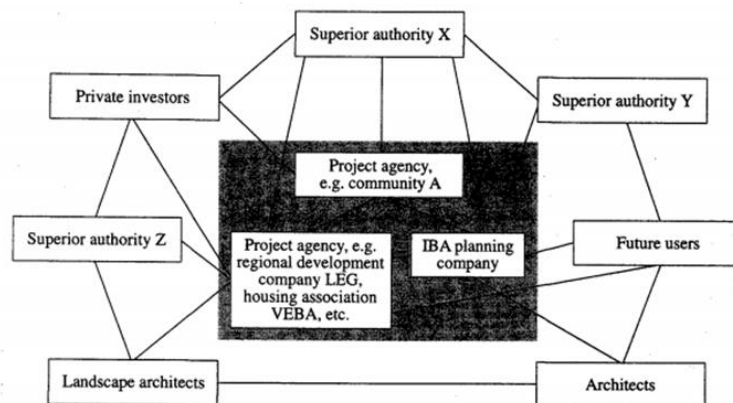 Superior authority X
Private investors
Superior authority Y
Project agency,
e.g. community A
Superior authority Z
Project agency, e.g.
regional development
company LEG,
housing association
VEBA, etc.
IBA planning
company
Future users
Landscape architects
Architects